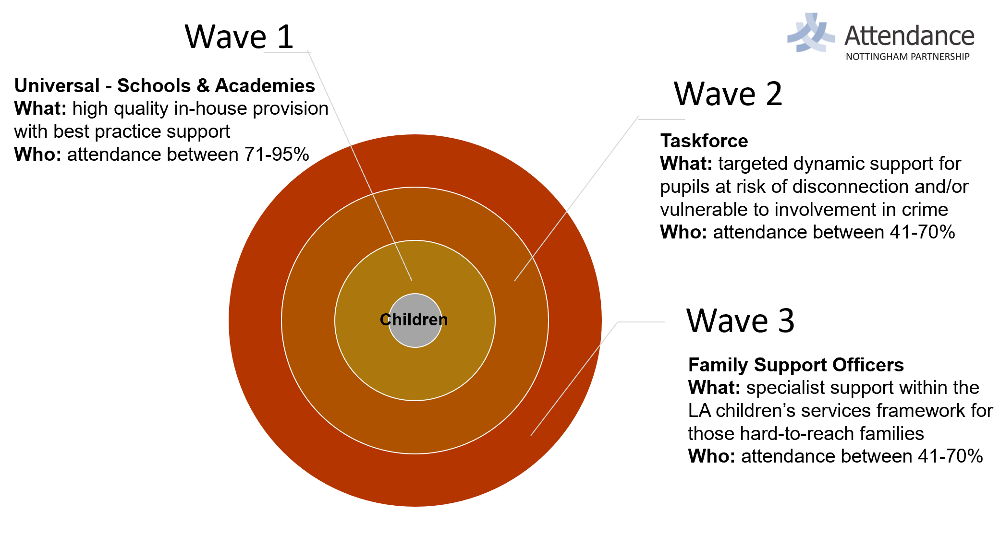 Wave 1
Universal - Schools & Academies
What: high quality in-house provision
with best practice support
Who: attendance between 71-95%
Attendance
NOTTINGHAM PARTNERSHIP
Wave 2
Taskforce
What: targeted dynamic support for
pupils at risk of disconnection and/or
vulnerable to involvement in crime
Who: attendance between 41-70%
Children
Wave 3
Family Support Officers
What: specialist support within the
LA children’s services framework for
those hard-to-reach families
Who: attendance between 41-70%